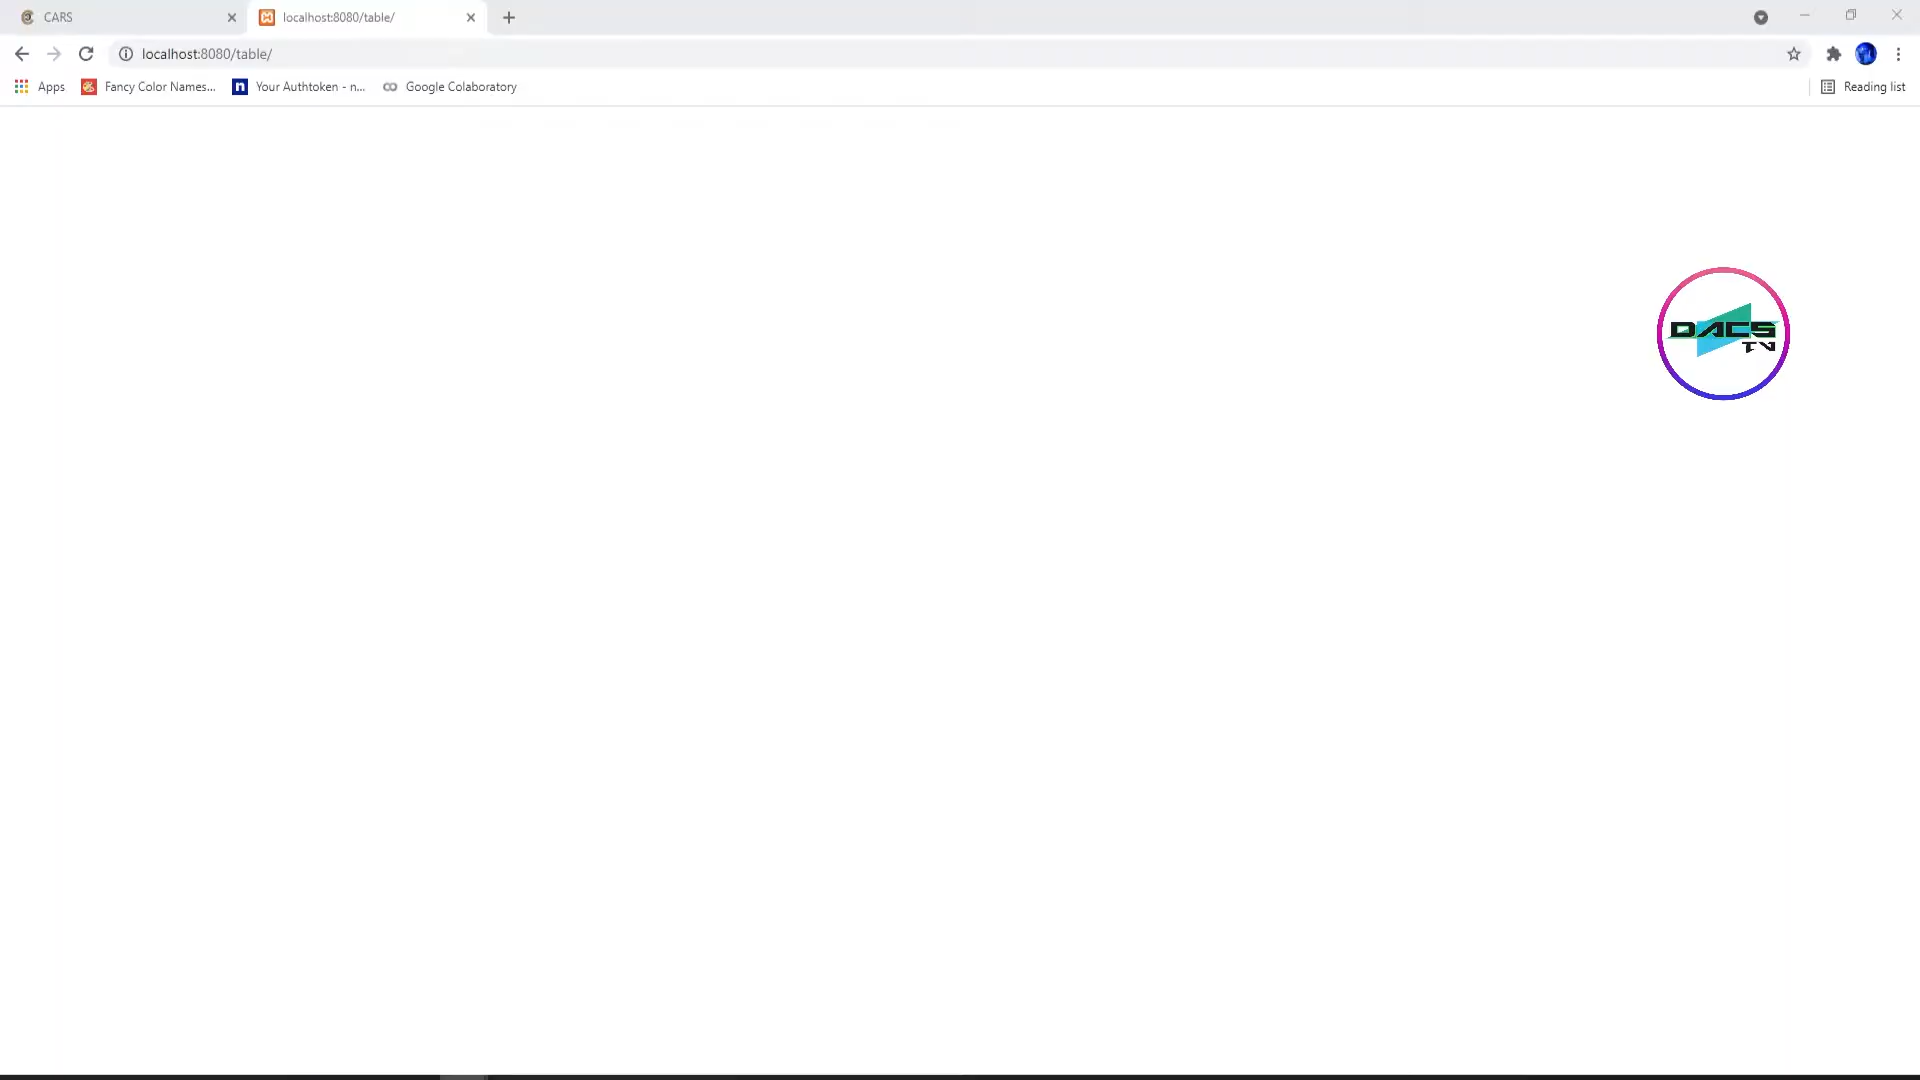 CARS
localhost:8080/table/
localhost:8080/table/
Apps
Fancy Color Names...
Your Authtoken - n...
Google Colaboratory
Reading list
DACS
TV